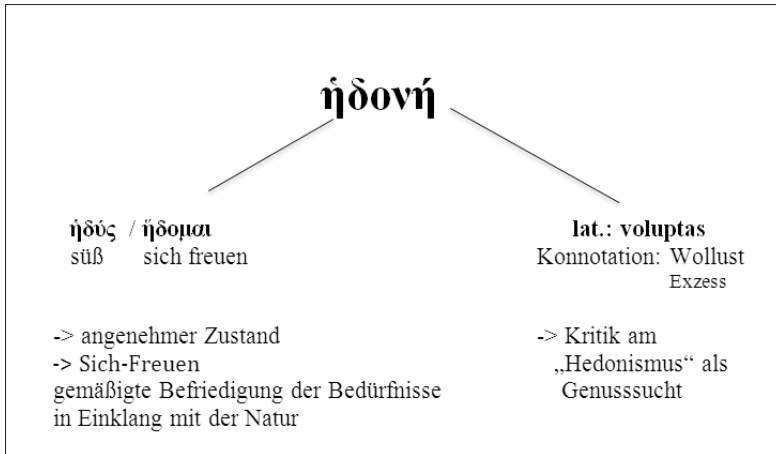 ἡδονή
ἡδύς / ἥδομαι
süß sich freuen
-> angenehmer Zustand
-> Sich-Freuen
gemäßigte Befriedigung der Bedürfnisse
in Einklang mit der Natur
lat.: voluptas
Konnotation: Wollust
Exzess
-> Kritik am
„Hedonismus“ als
Genusssucht